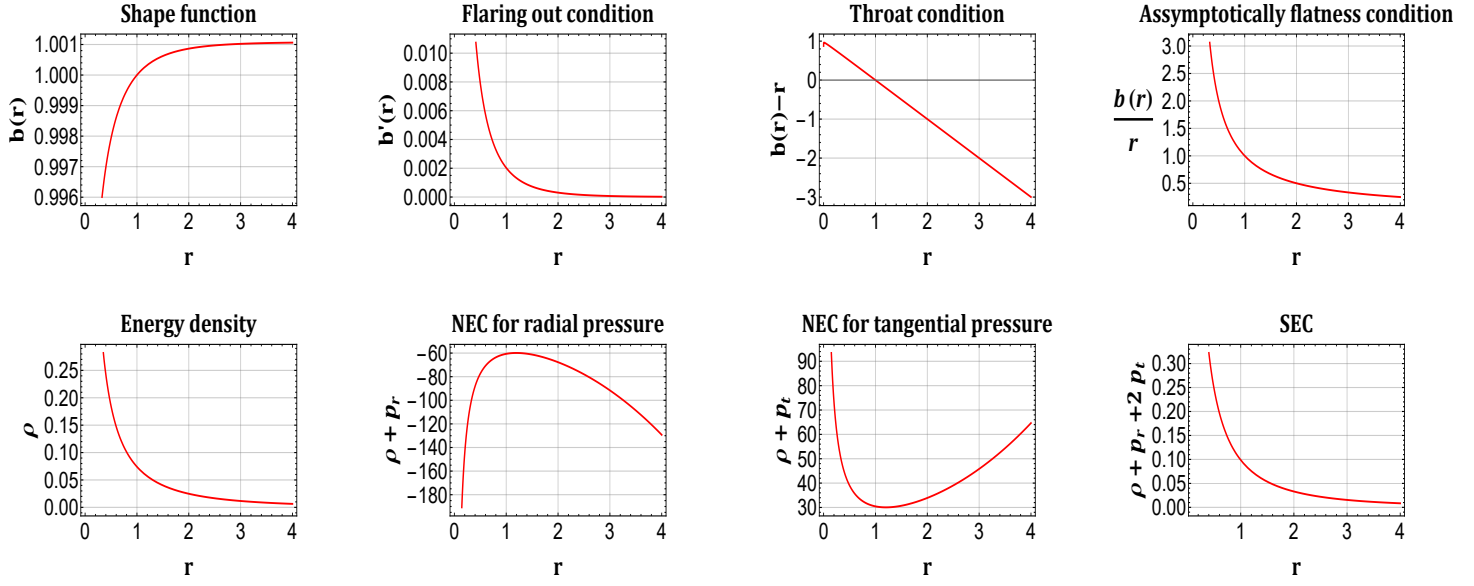 Shape function
b(r)
1.001
1.000
0.999
0.998
0.997
0.996
0 1 2 3 4
r
Flaring out condition
b'(r)
0.010
0.008
0.006
0.004
0.002
0.000
0 1 2 3 4
r
Throat condition
b(r)−r
1
0
−1
−2
−3
0 1 2 3 4
r
Assymptotically flatness condition
b(r)
r
3.0
2.5
2.0
1.5
1.0
0.5
0 1 2 3 4
r
Energy density
ρ
0.25
0.20
0.15
0.10
0.05
0.00
0 1 2 3 4
r
NEC for radial pressure
ρ + pr
−60
−80
−100
−120
−140
−160
−180
0 1 2 3 4
r
NEC for tangential pressure
ρ + pt
90
80
70
60
50
40
30
0 1 2 3 4
r
SEC
ρ + pr +2 pt
0.30
0.25
0.20
0.15
0.10
0.05
0.00
1 2 3 4
r